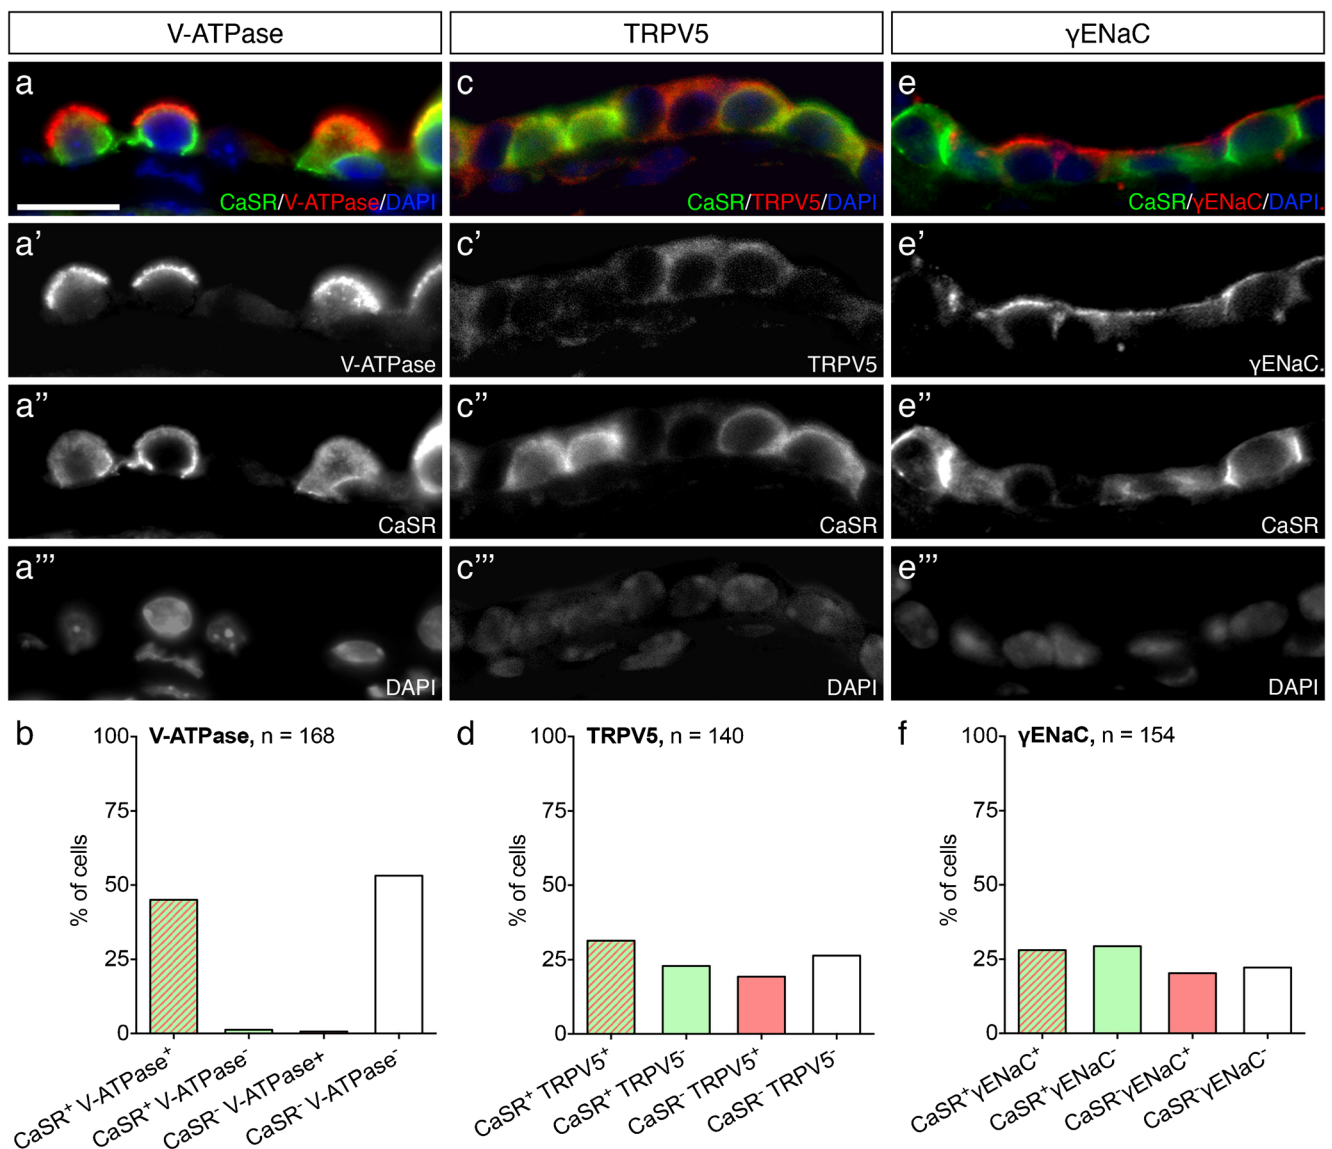 V-ATPase
TRPV5
γENaC
a
CaSR/V-ATPase/DAPI
c
CaSR/TRPV5/DAPI
e
CaSR/γENaC/DAPI.
a’
V-ATPase
c’
TRPV5
e’
γENaC.
a’’
CaSR
c’’
CaSR
e’’
CaSR
a’’’
DAPI
c’’’
DAPI
e’’’
DAPI
b
V-ATPase, n = 168
% of cells
100
75
50
25
0
CaSR⁺ V-ATPase⁺
CaSR⁺ V-ATPase⁻
CaSR⁻ V-ATPase+
CaSR⁻ V-ATPase⁻
d
TRPV5, n = 140
% of cells
100
75
50
25
0
CaSR⁺ TRPV5⁺
CaSR⁺ TRPV5⁻
CaSR⁻ TRPV5⁺
CaSR⁻ TRPV5⁻
f
γENaC, n = 154
% of cells
100
75
50
25
0
CaSR⁺γENaC⁺
CaSR⁺γENaC⁻
CaSR⁻γENaC⁺
CaSR⁻γENaC⁻